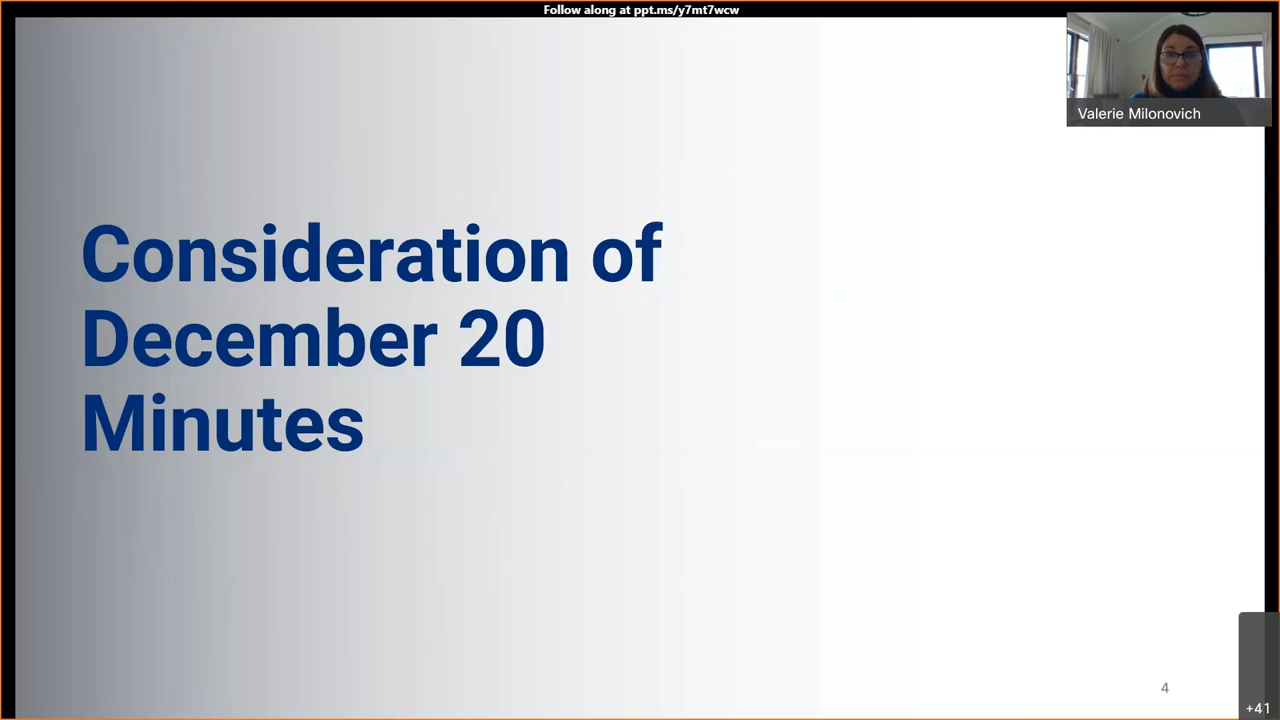 Follow along at ppt.ms/y7mt7wcw
Valerie Milonovich
Consideration of
December 20
Minutes
4
+41